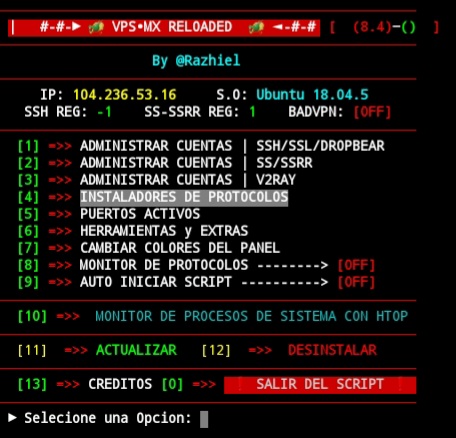 #-#-► VPS•MX RELOADED ◄-#-# [ (8.4)-() ]
By @Razhiel
IP: 104.236.53.16 S.O: Ubuntu 18.04.5
SSH REG: -1 SS-SSRR REG: 1 BADVPN: [OFF]
[1] =>> ADMINISTRAR CUENTAS | SSH/SSL/DROPBEAR
[2] =>> ADMINISTRAR CUENTAS | SS/SSRR
[3] =>> ADMINISTRAR CUENTAS | V2RAY
[4] =>> INSTALADORES DE PROTOCOLOS
[5] =>> PUERTOS ACTIVOS
[6] =>> HERRAMIENTAS y EXTRAS
[7] =>> CAMBIAR COLORES DEL PANEL
[8] =>> MONITOR DE PROTOCOLOS --------> [OFF]
[9] =>> AUTO INICIAR SCRIPT ----------> [OFF]
[10] =>> MONITOR DE PROCESOS DE SISTEMA CON HTOP
[11] =>> ACTUALIZAR [12] =>> DESINSTALAR
[13] =>> CREDITOS [0] =>> [ SALIR DEL SCRIPT ]
► Selecione una Opcion: